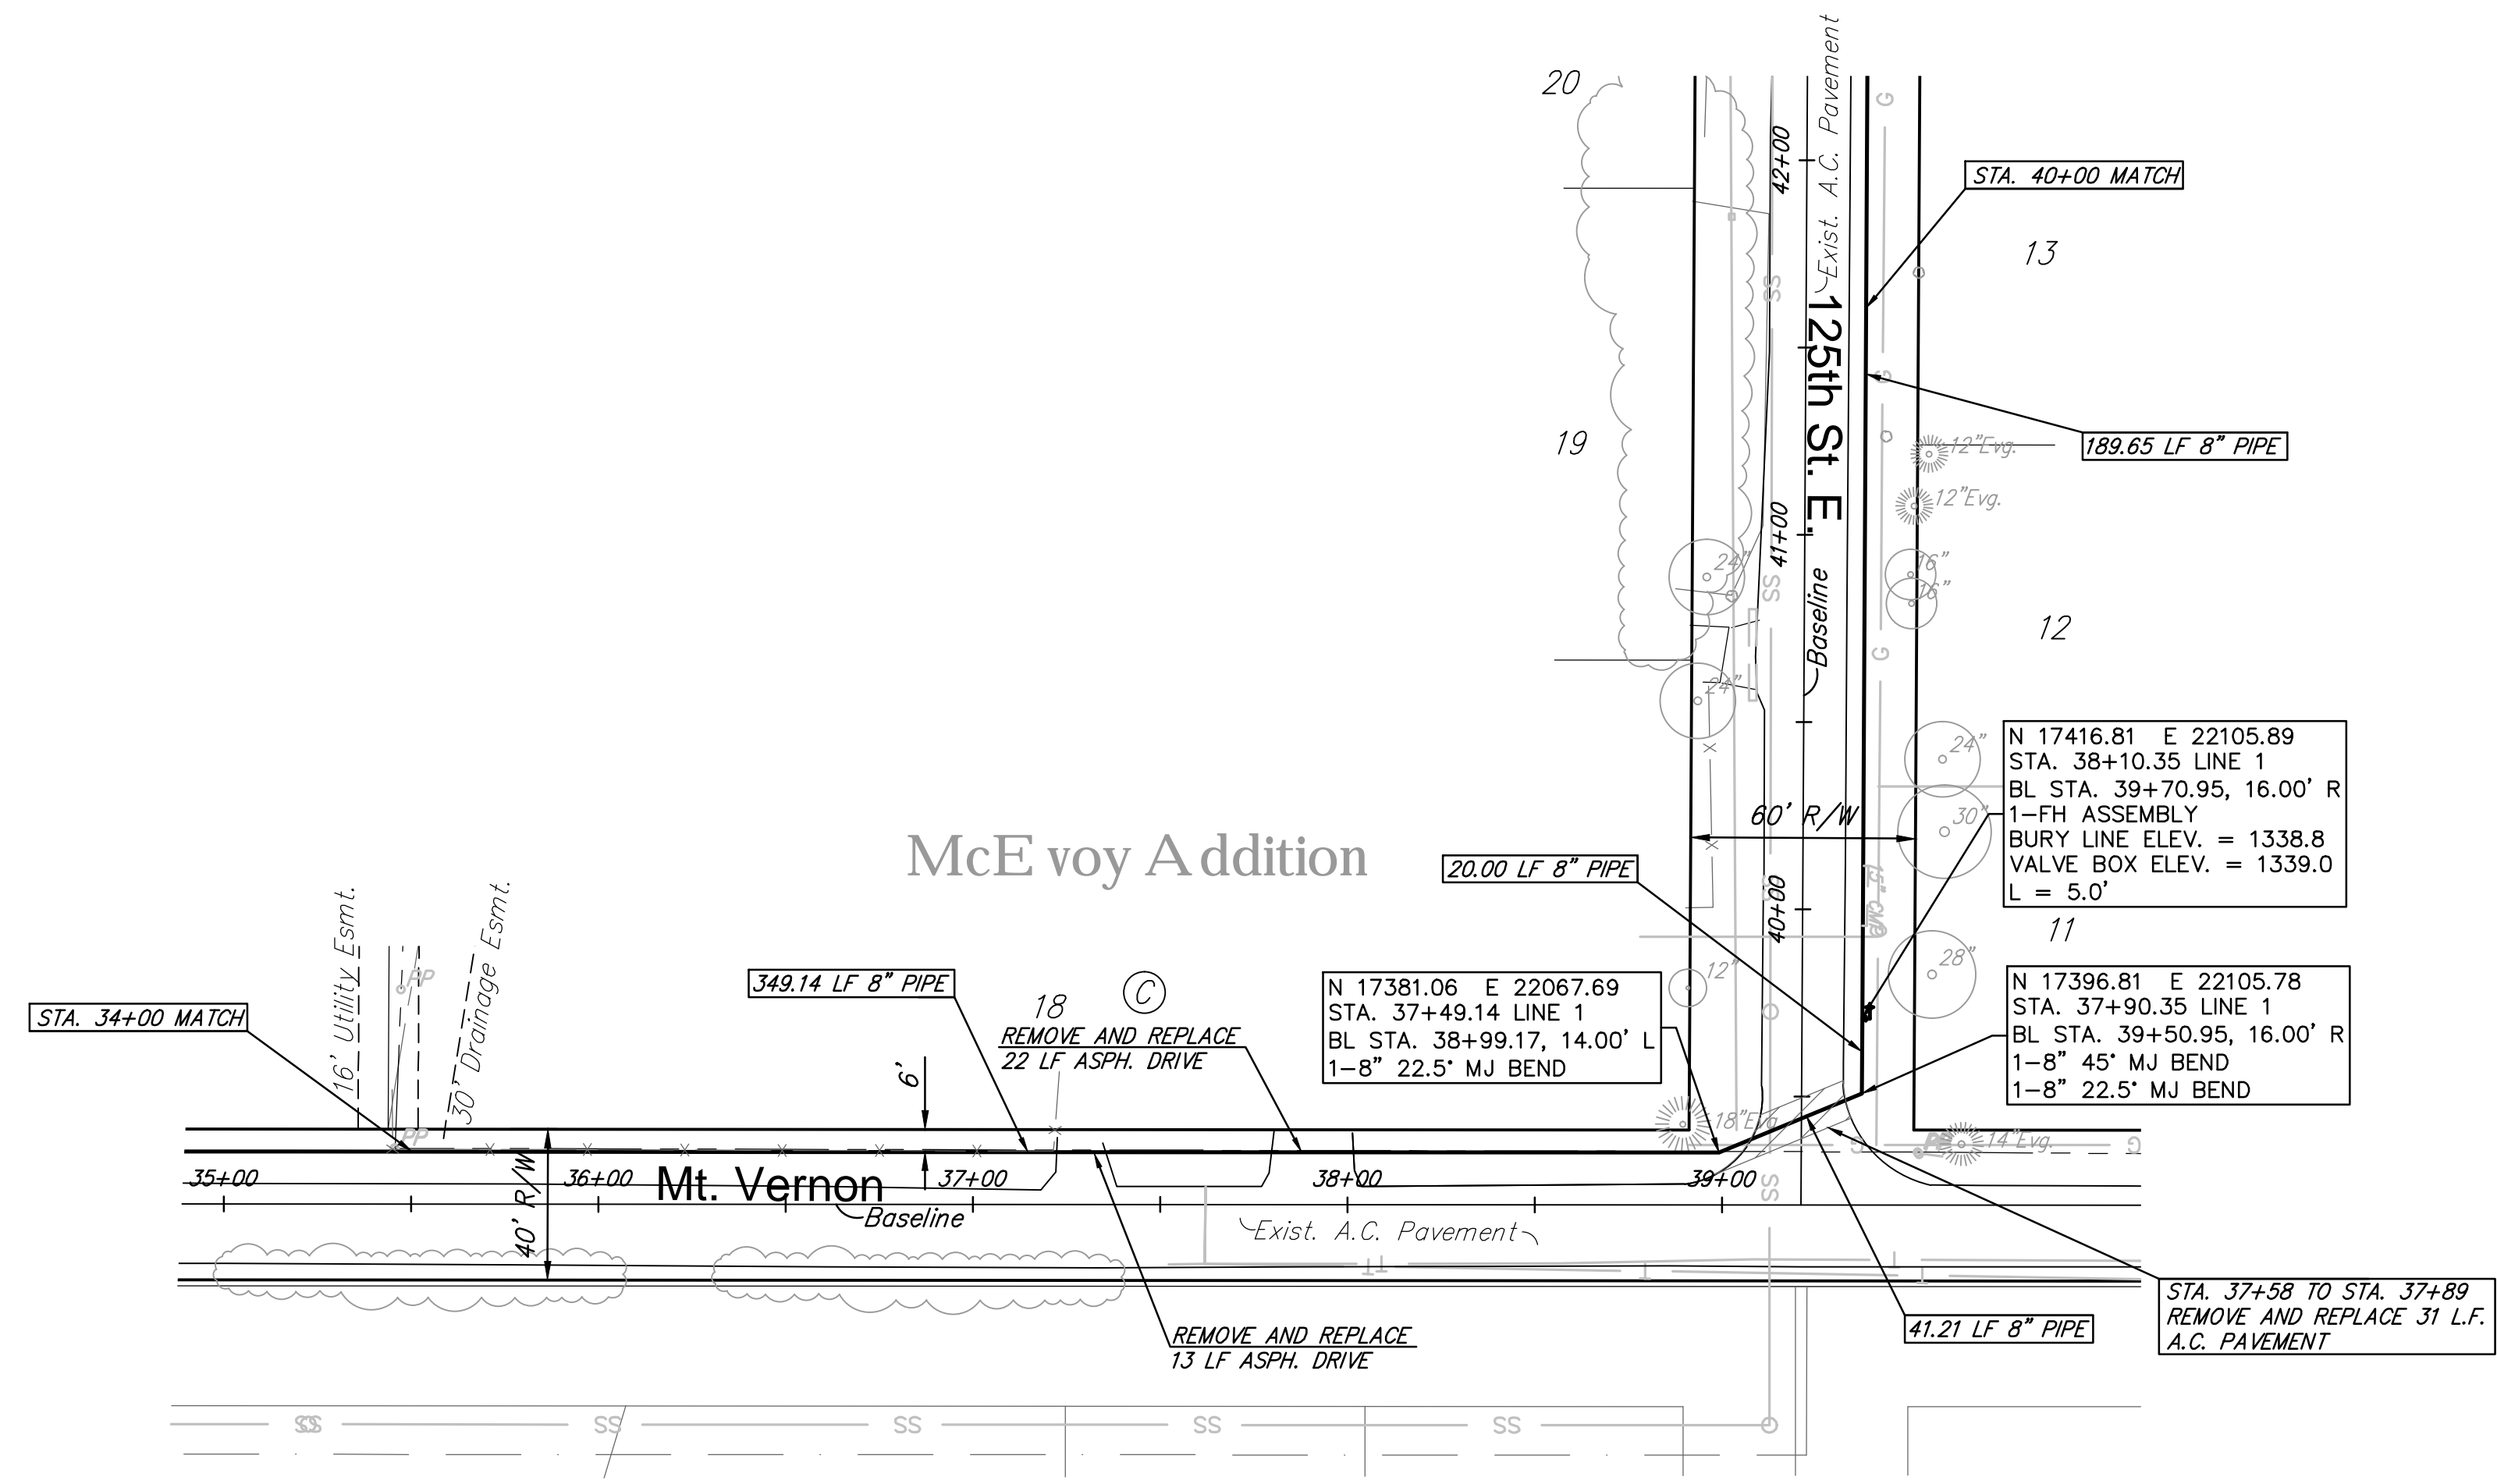 20
Exist. A.C. Pavement
42+00
STA. 40+00 MATCH
13
G
SS
125th St. E.
G
19
189.65 LF 8" PIPE
12"Evg.
12"Evg.
41+00
24"
16"
16"
SS
Baseline
12
G
24"
24"
N 17416.81 E 22105.89
STA. 38+10.35 LINE 1
BL STA. 39+70.95, 16.00' R
1-FH ASSEMBLY
BURY LINE ELEV. = 1338.8
VALVE BOX ELEV. = 1339.0
L = 5.0'
60' R/W
30"
McEvoy Addition
20.00 LF 8" PIPE
15" CMP
40+00
11
16' Utility Esmt.
30' Drainage Esmt.
PP
349.14 LF 8" PIPE
C
18
12"
28"
N 17381.06 E 22067.69
STA. 37+49.14 LINE 1
BL STA. 38+99.17, 14.00' L
1-8" 22.5° MJ BEND
N 17396.81 E 22105.78
STA. 37+90.35 LINE 1
BL STA. 39+50.95, 16.00' R
1-8" 45° MJ BEND
1-8" 22.5° MJ BEND
STA. 34+00 MATCH
REMOVE AND REPLACE
22 LF ASPH. DRIVE
6'
PP
18"Evg.
14"Evg.
G
G
35+00
36+00
Mt. Vernon
37+00
38+00
39+00
SS
40' R/W
Baseline
Exist. A.C. Pavement
T
T
T
T
T
STA. 37+58 TO STA. 37+89
REMOVE AND REPLACE 31 L.F.
A.C. PAVEMENT
41.21 LF 8" PIPE
REMOVE AND REPLACE
13 LF ASPH. DRIVE
SS
SS
SS
SS
SS